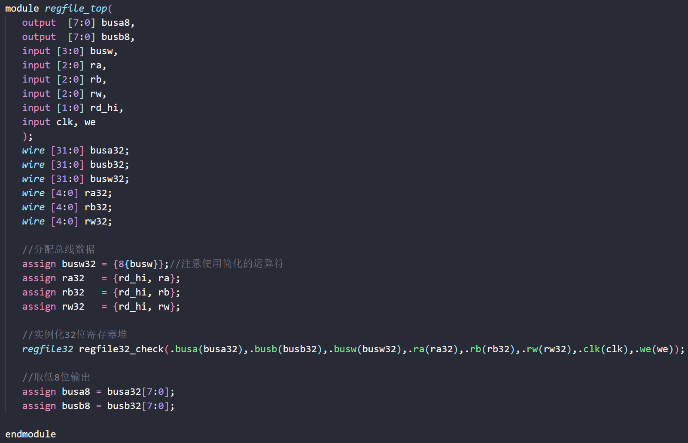 module regfile_top(
output [7:0] busa8,
output [7:0] busb8,
input [3:0] busw,
input [2:0] ra,
input [2:0] rb,
input [2:0] rw,
input [1:0] rd_hi,
input clk, we
);
wire [31:0] busa32;
wire [31:0] busb32;
wire [31:0] busw32;
wire [4:0] ra32;
wire [4:0] rb32;
wire [4:0] rw32;
//分配总线数据
assign busw32 = {8{busw}};//注意使用简化的运算符
assign ra32 = {rd_hi, ra};
assign rb32 = {rd_hi, rb};
assign rw32 = {rd_hi, rw};
//实例化32位寄存器堆
regfile32 regfile32_check(.busa(busa32),.busb(busb32),.busw(busw32),.ra(ra32),.rb(rb32),.rw(rw32),.clk(clk),.we(we));
//取低8位输出
assign busa8 = busa32[7:0];
assign busb8 = busb32[7:0];
endmodule